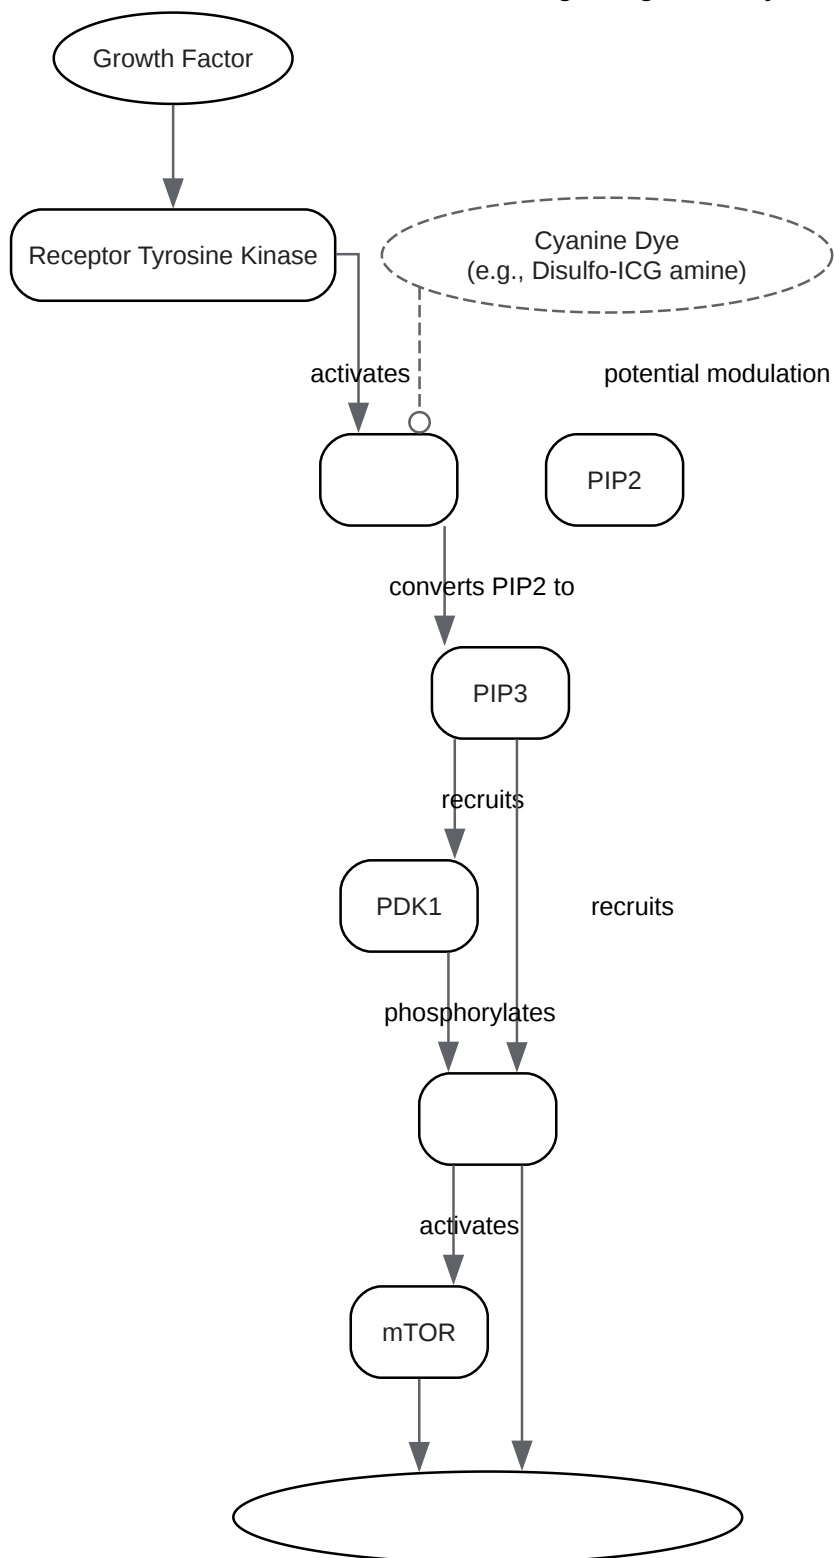 Growth Factor
Receptor Tyrosine Kinase
Cyanine Dye
(e.g., Disulfo-ICG amine)
activates
potential modulation
PIP2
converts PIP2 to
PIP3
recruits
PDK1
recruits
phosphorylates
activates
mTOR